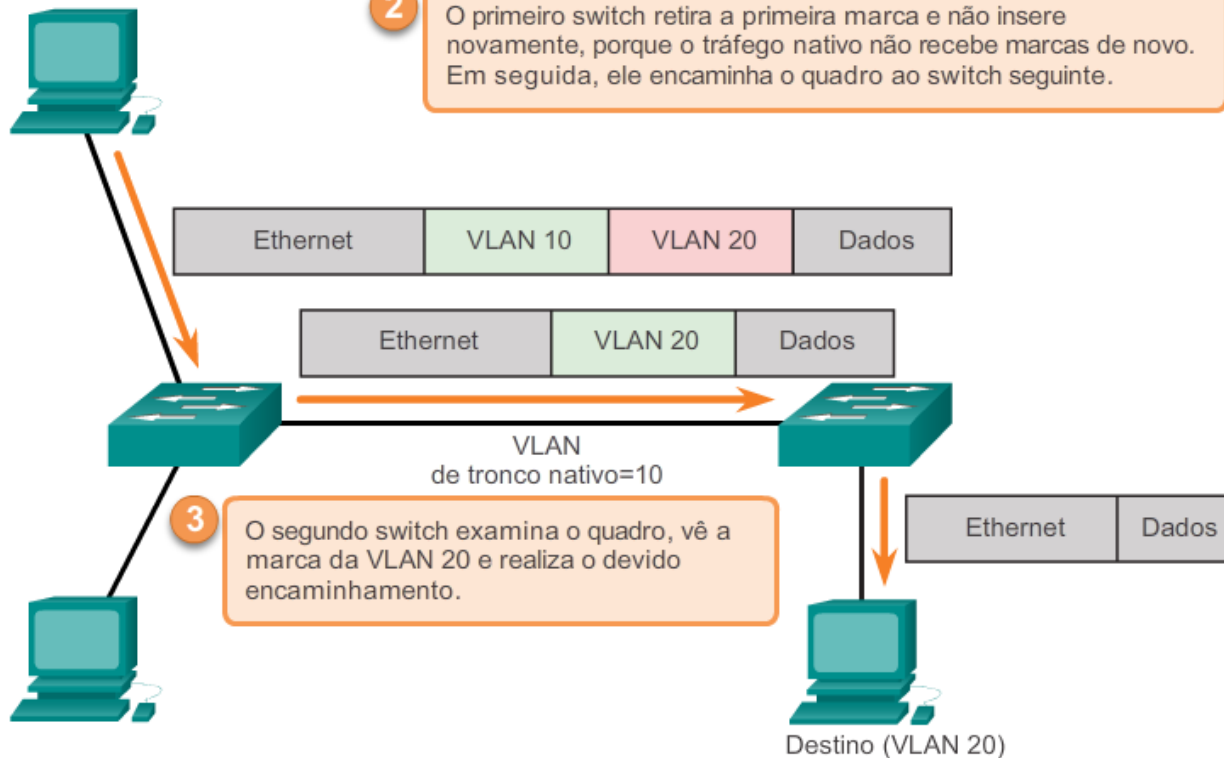 2
O primeiro switch retira a primeira marca e não insere
novamente, porque o tráfego nativo não recebe marcas de novo.
Em seguida, ele encaminha o quadro ao switch seguinte.
Ethernet VLAN 10 VLAN 20 Dados
Ethernet VLAN 20 Dados
VLAN
de tronco nativo=10
3
O segundo switch examina o quadro, vê a
marca da VLAN 20 e realiza o devido
encaminhamento.
Ethernet Dados
Destino (VLAN 20)